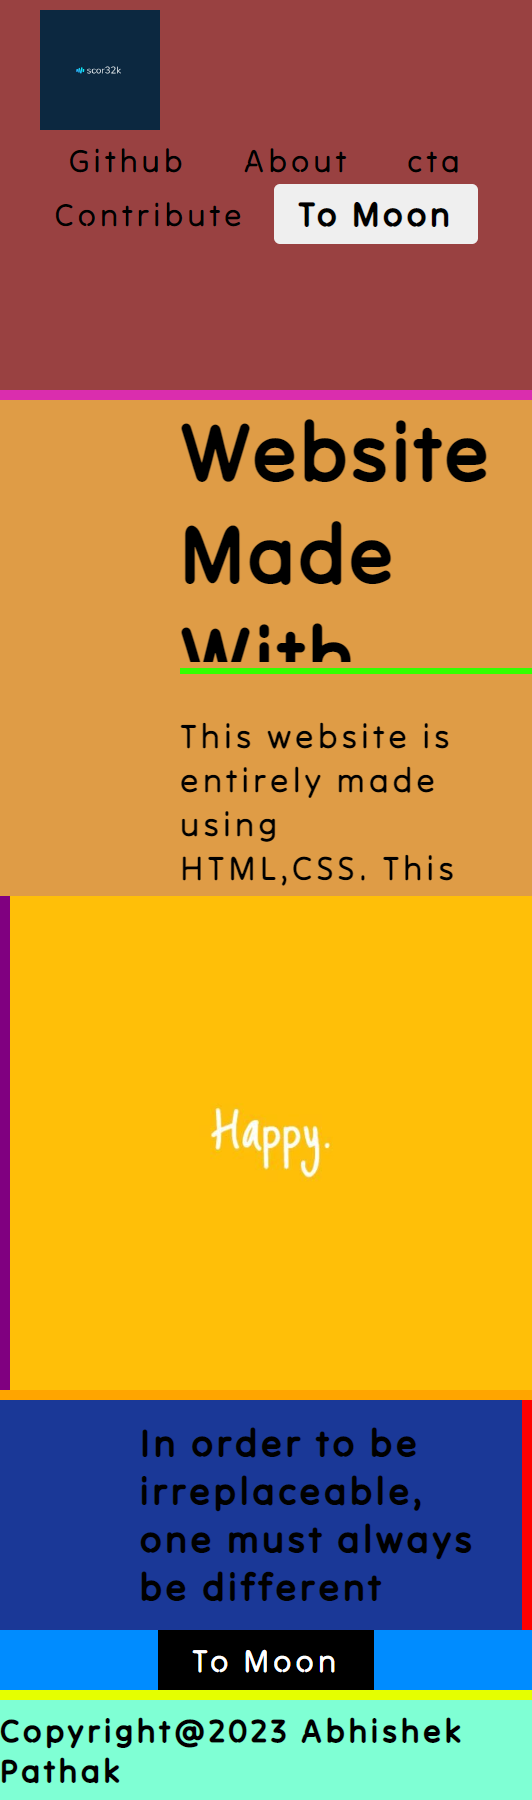 scor32k
Github About cta
Contribute To Moon
Website
Made
With
This website is
entirely made
using
HTML,CSS. This
Happy.
In order to be
irreplaceable,
one must always
be different
To Moon
Copyright@2023 Abhishek
Pathak